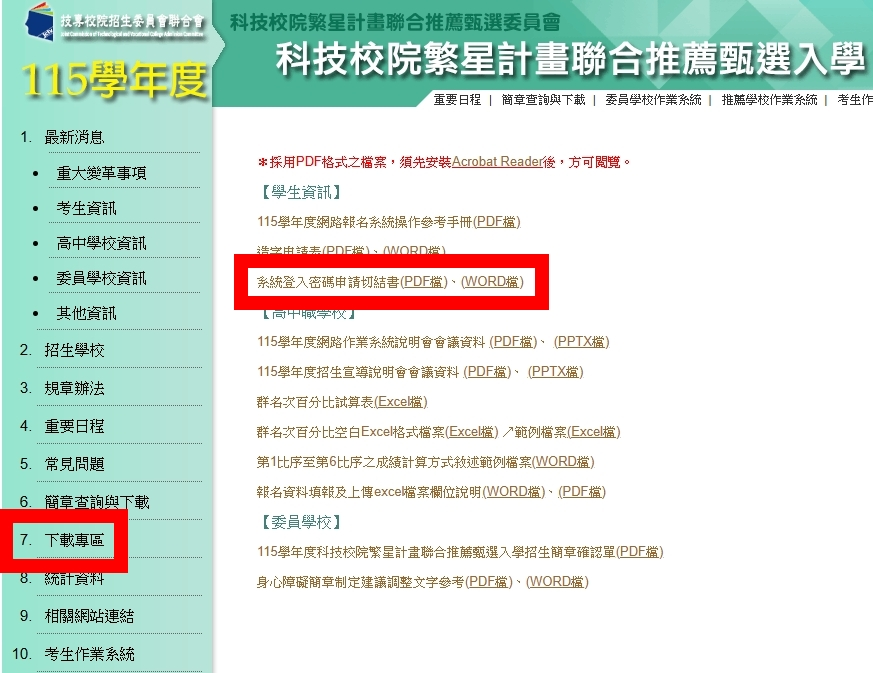 技專校院招生委員會聯合會
Joint Commission of Technological and Vocational College Admission Committee
115學年度
科技校院繁星計畫聯合推薦甄選委員會
科技校院繁星計畫聯合推薦甄選入學
重要日程 | 簡章查詢與下載 | 委員學校作業系統 | 推薦學校作業系統 | 考生作
1. 最新消息
• 重大變革事項
• 考生資訊
• 高中學校資訊
• 委員學校資訊
• 其他資訊
2. 招生學校
3. 規章辦法
4. 重要日程
5. 常見問題
6. 簡章查詢與下載
7. 下載專區
8. 統計資料
9. 相關網站連結
10. 考生作業系統
＊採用PDF格式之檔案，須先安裝Acrobat Reader後，方可閱覽。
【學生資訊】
115學年度網路報名系統操作參考手冊(PDF檔)
造字申請表(PDF檔)、(WORD檔)
系統登入密碼申請切結書(PDF檔)、(WORD檔)
【高中職學校】
115學年度網路作業系統說明會會議資料 (PDF檔)、 (PPTX檔)
115學年度招生宣導說明會會議資料 (PDF檔)、 (PPTX檔)
群名次百分比試算表(Excel檔)
群名次百分比空白Excel格式檔案(Excel檔) ↗範例檔案(Excel檔)
第1比序至第6比序之成績計算方式敘述範例檔案(WORD檔)
報名資料填報及上傳excel檔案欄位說明(WORD檔)、(PDF檔)
【委員學校】
115學年度科技校院繁星計畫聯合推薦甄選入學招生簡章確認單(PDF檔)
身心障礙簡章制定建議調整文字參考(PDF檔)、(WORD檔)